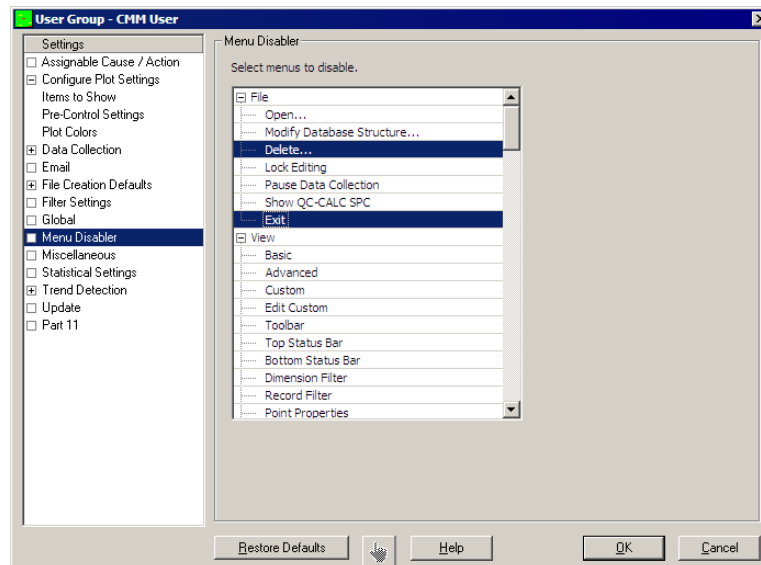 User Group - CMM User
Settings
Assignable Cause / Action
Configure Plot Settings
Items to Show
Pre-Control Settings
Plot Colors
Data Collection
Email
File Creation Defaults
Filter Settings
Global
Menu Disabler
Miscellaneous
Statistical Settings
Trend Detection
Update
Part 11
Menu Disabler
Select menus to disable.
File
Open...
Modify Database Structure...
Delete...
Lock Editing
Pause Data Collection
Show QC-CALC SPC
Exit
View
Basic
Advanced
Custom
Edit Custom
Toolbar
Top Status Bar
Bottom Status Bar
Dimension Filter
Record Filter
Point Properties
Restore Defaults
Help
OK
Cancel